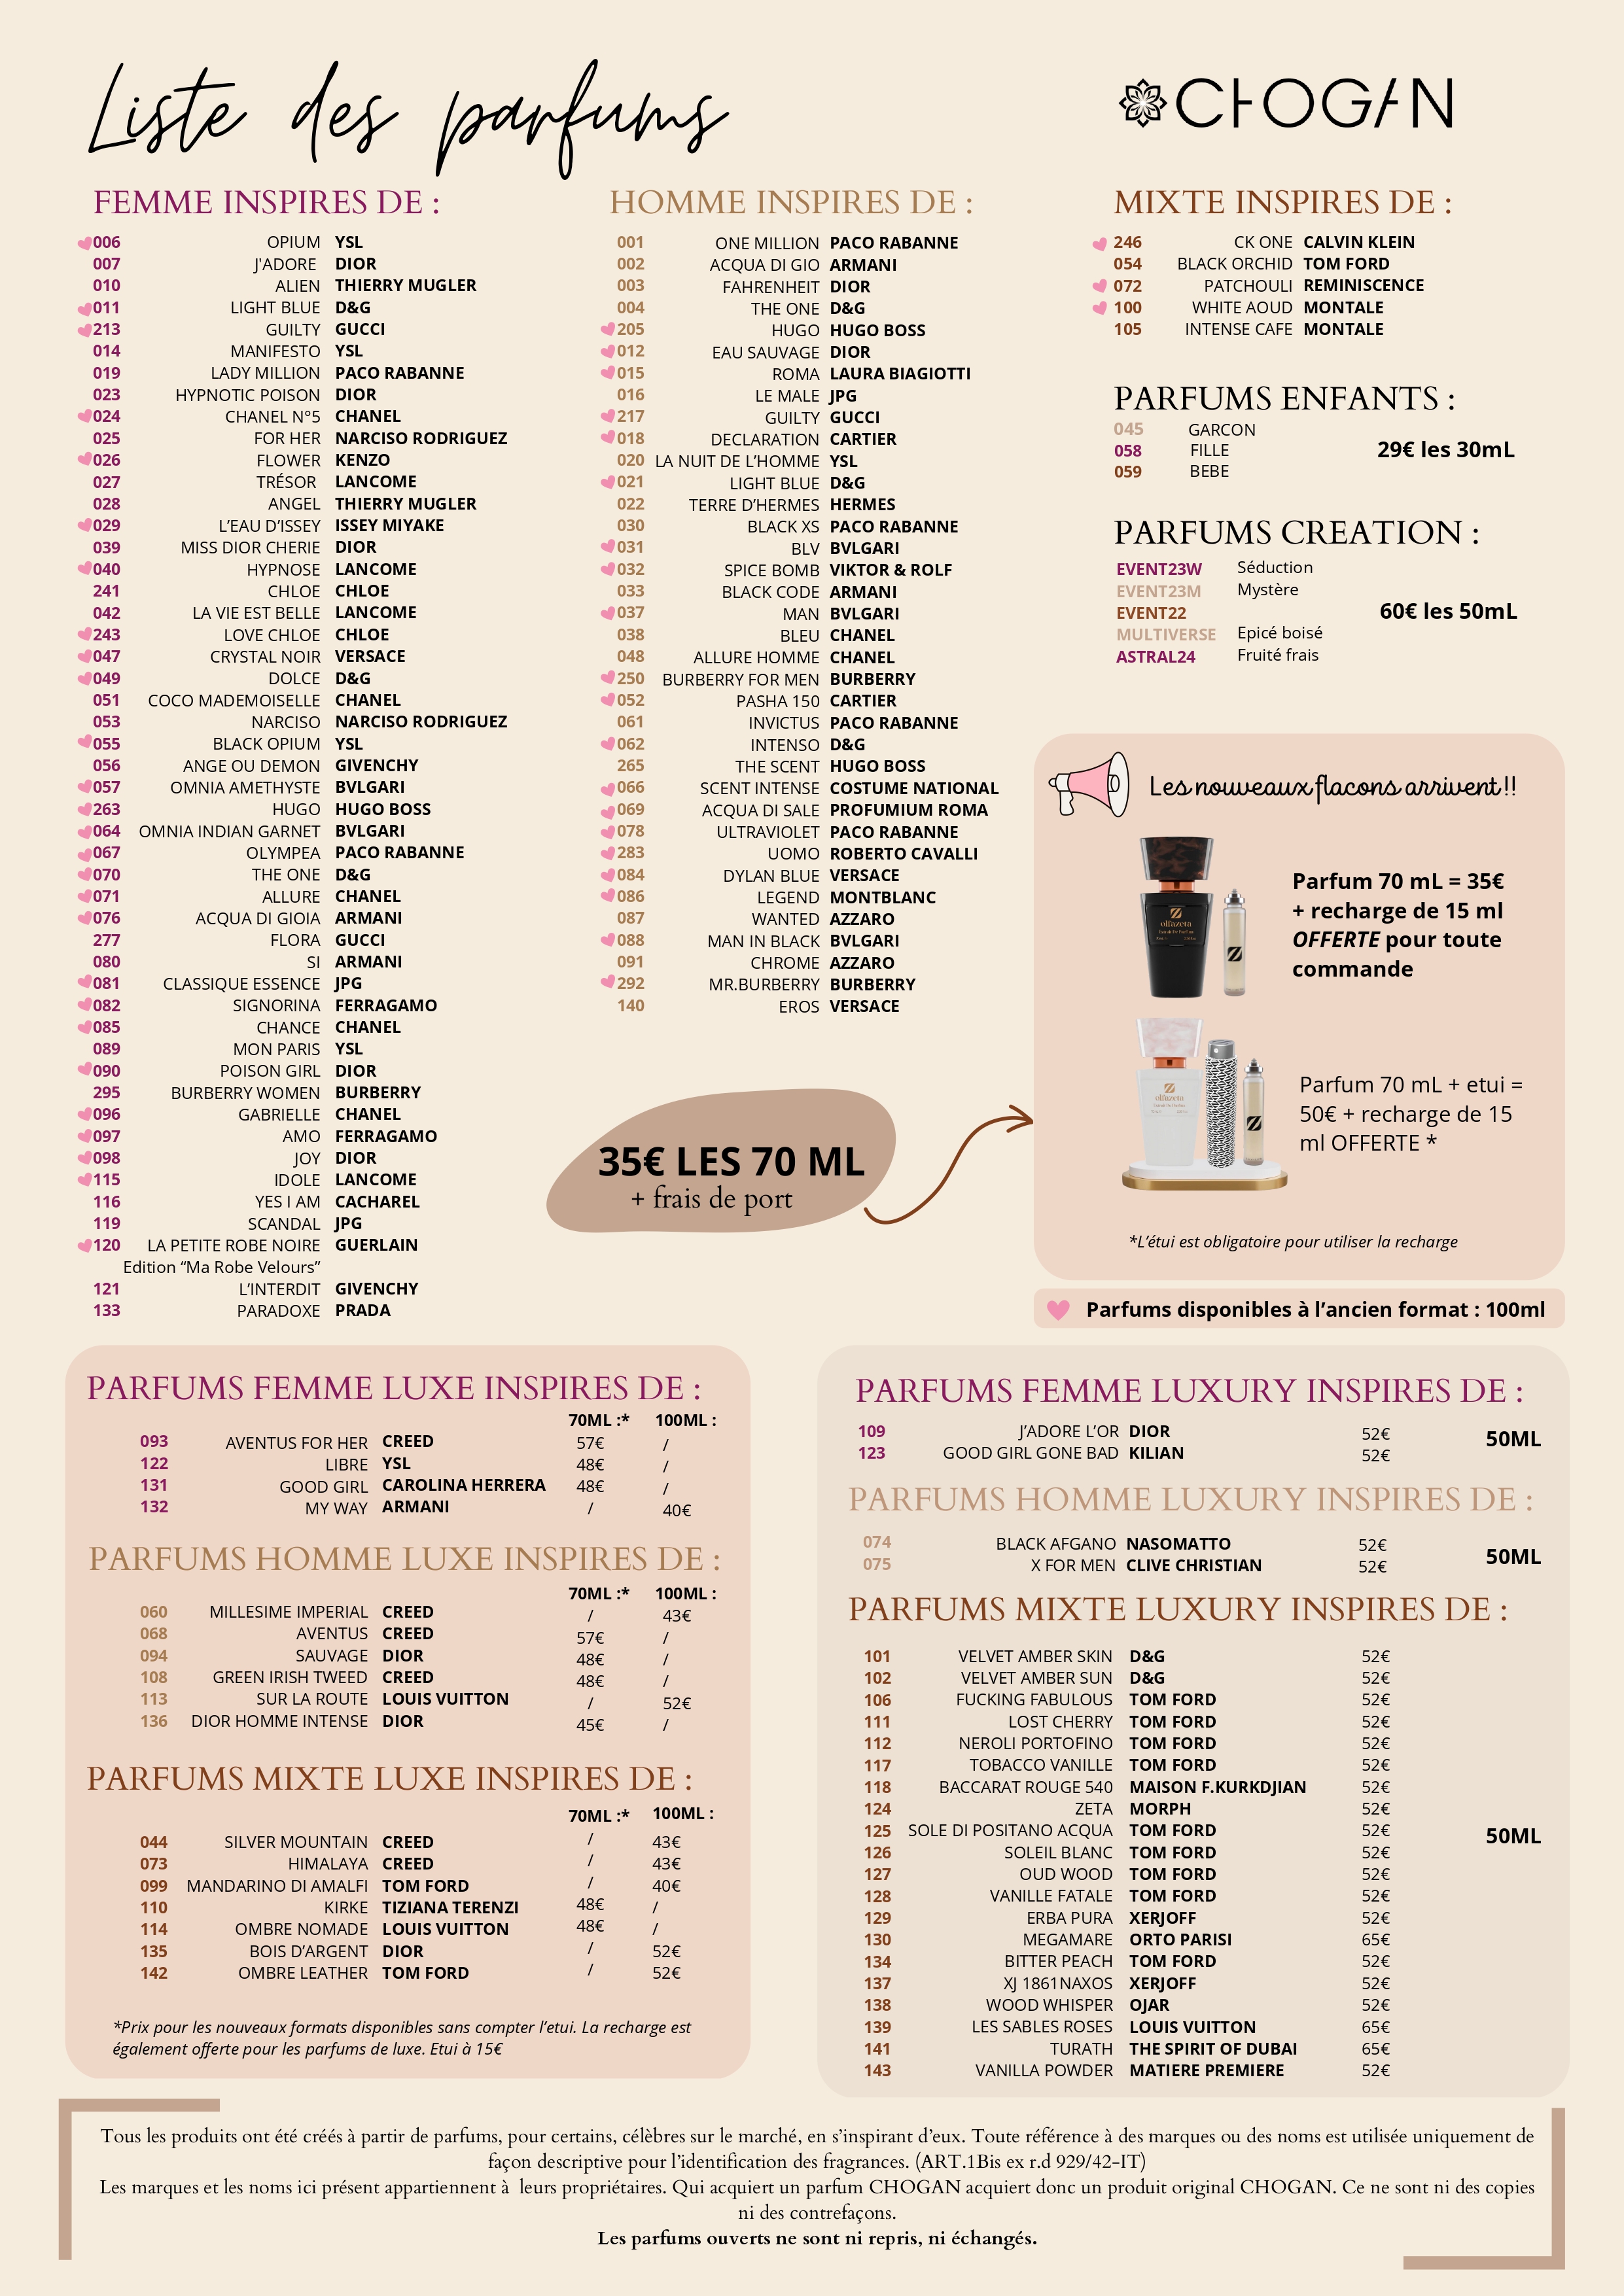 Liste des parfums
CHOGAN
FEMME INSPIRES DE :
006 OPIUM YSL
007 J'ADORE DIOR
010 ALIEN THIERRY MUGLER
011 LIGHT BLUE D&G
213 GUILTY GUCCI
014 MANIFESTO YSL
019 LADY MILLION PACO RABANNE
023 HYPNOTIC POISON DIOR
024 CHANEL N°5 CHANEL
025 FOR HER NARCISO RODRIGUEZ
026 FLOWER KENZO
027 TRÉSOR LANCOME
028 ANGEL THIERRY MUGLER
029 L’EAU D’ISSEY ISSEY MIYAKE
039 MISS DIOR CHERIE DIOR
040 HYPNOSE LANCOME
241 CHLOE CHLOE
042 LA VIE EST BELLE LANCOME
243 LOVE CHLOE CHLOE
047 CRYSTAL NOIR VERSACE
049 DOLCE D&G
051 COCO MADEMOISELLE CHANEL
053 NARCISO NARCISO RODRIGUEZ
055 BLACK OPIUM YSL
056 ANGE OU DEMON GIVENCHY
057 OMNIA AMETHYSTE BVLGARI
263 HUGO HUGO BOSS
064 OMNIA INDIAN GARNET BVLGARI
067 OLYMPEA PACO RABANNE
070 THE ONE D&G
071 ALLURE CHANEL
076 ACQUA DI GIOIA ARMANI
277 FLORA GUCCI
080 SI ARMANI
081 CLASSIQUE ESSENCE JPG
082 SIGNORINA FERRAGAMO
085 CHANCE CHANEL
089 MON PARIS YSL
090 POISON GIRL DIOR
295 BURBERRY WOMEN BURBERRY
096 GABRIELLE CHANEL
097 AMO FERRAGAMO
098 JOY DIOR
115 IDOLE LANCOME
116 YES I AM CACHAREL
119 SCANDAL JPG
120 LA PETITE ROBE NOIRE GUERLAIN
Edition “Ma Robe Velours”
121 L’INTERDIT GIVENCHY
133 PARADOXE PRADA
HOMME INSPIRES DE :
001 ONE MILLION PACO RABANNE
002 ACQUA DI GIO ARMANI
003 FAHRENHEIT DIOR
004 THE ONE D&G
205 HUGO HUGO BOSS
012 EAU SAUVAGE DIOR
015 ROMA LAURA BIAGIOTTI
016 LE MALE JPG
217 GUILTY GUCCI
018 DECLARATION CARTIER
020 LA NUIT DE L’HOMME YSL
021 LIGHT BLUE D&G
022 TERRE D’HERMES HERMES
030 BLACK XS PACO RABANNE
031 BLV BVLGARI
032 SPICE BOMB VIKTOR & ROLF
033 BLACK CODE ARMANI
037 MAN BVLGARI
038 BLEU CHANEL
048 ALLURE HOMME CHANEL
250 BURBERRY FOR MEN BURBERRY
052 PASHA 150 CARTIER
061 INVICTUS PACO RABANNE
062 INTENSO D&G
265 THE SCENT HUGO BOSS
066 SCENT INTENSE COSTUME NATIONAL
069 ACQUA DI SALE PROFUMIUM ROMA
078 ULTRAVIOLET PACO RABANNE
283 UOMO ROBERTO CAVALLI
084 DYLAN BLUE VERSACE
086 LEGEND MONTBLANC
087 WANTED AZZARO
088 MAN IN BLACK BVLGARI
091 CHROME AZZARO
292 MR.BURBERRY BURBERRY
140 EROS VERSACE
35€ LES 70 ML
+ frais de port
MIXTE INSPIRES DE :
246 CK ONE CALVIN KLEIN
054 BLACK ORCHID TOM FORD
072 PATCHOULI REMINISCENCE
100 WHITE AOUD MONTALE
105 INTENSE CAFE MONTALE
PARFUMS ENFANTS :
045 GARCON
058 FILLE
059 BEBE
29€ les 30mL
PARFUMS CREATION :
EVENT23W Séduction
EVENT23M Mystère
EVENT22
MULTIVERSE Epicé boisé
ASTRAL24 Fruité frais
60€ les 50mL
Les nouveaux flacons arrivent !!
olfazeta
Parfum 70 mL = 35€
+ recharge de 15 ml
OFFERTE pour toute
commande
olfazeta
Parfum 70 mL + etui =
50€ + recharge de 15
ml OFFERTE *
*L’étui est obligatoire pour utiliser la recharge
Parfums disponibles à l’ancien format : 100ml
PARFUMS FEMME LUXE INSPIRES DE :
70ML :* 100ML :
093 AVENTUS FOR HER CREED 57€ /
122 LIBRE YSL 48€ /
131 GOOD GIRL CAROLINA HERRERA 48€ /
132 MY WAY ARMANI / 40€
PARFUMS HOMME LUXE INSPIRES DE :
70ML :* 100ML :
060 MILLESIME IMPERIAL CREED / 43€
068 AVENTUS CREED 57€ /
094 SAUVAGE DIOR 48€ /
108 GREEN IRISH TWEED CREED 48€ /
113 SUR LA ROUTE LOUIS VUITTON / 52€
136 DIOR HOMME INTENSE DIOR 45€ /
PARFUMS MIXTE LUXE INSPIRES DE :
70ML :* 100ML :
044 SILVER MOUNTAIN CREED / 43€
073 HIMALAYA CREED / 43€
099 MANDARINO DI AMALFI TOM FORD / 40€
110 KIRKE TIZIANA TERENZI 48€ /
114 OMBRE NOMADE LOUIS VUITTON 48€ /
135 BOIS D’ARGENT DIOR / 52€
142 OMBRE LEATHER TOM FORD / 52€
*Prix pour les nouveaux formats disponibles sans compter l’etui. La recharge est
également offerte pour les parfums de luxe. Etui à 15€
PARFUMS FEMME LUXURY INSPIRES DE :
109 J’ADORE L’OR DIOR 52€
123 GOOD GIRL GONE BAD KILIAN 52€
50ML
PARFUMS HOMME LUXURY INSPIRES DE :
074 BLACK AFGANO NASOMATTO 52€
075 X FOR MEN CLIVE CHRISTIAN 52€
50ML
PARFUMS MIXTE LUXURY INSPIRES DE :
101 VELVET AMBER SKIN D&G 52€
102 VELVET AMBER SUN D&G 52€
106 FUCKING FABULOUS TOM FORD 52€
111 LOST CHERRY TOM FORD 52€
112 NEROLI PORTOFINO TOM FORD 52€
117 TOBACCO VANILLE TOM FORD 52€
118 BACCARAT ROUGE 540 MAISON F.KURKDJIAN 52€
124 ZETA MORPH 52€
125 SOLE DI POSITANO ACQUA TOM FORD 52€
50ML
126 SOLEIL BLANC TOM FORD 52€
127 OUD WOOD TOM FORD 52€
128 VANILLE FATALE TOM FORD 52€
129 ERBA PURA XERJOFF 52€
130 MEGAMARE ORTO PARISI 65€
134 BITTER PEACH TOM FORD 52€
137 XJ 1861NAXOS XERJOFF 52€
138 WOOD WHISPER OJAR 52€
139 LES SABLES ROSES LOUIS VUITTON 65€
141 TURATH THE SPIRIT OF DUBAI 65€
143 VANILLA POWDER MATIERE PREMIERE 52€
Tous les produits ont été créés à partir de parfums, pour certains, célèbres sur le marché, en s’inspirant d’eux. Toute référence à des marques ou des noms est utilisée uniquement de
façon descriptive pour l’identification des fragrances. (ART.1Bis ex r.d 929/42-IT)
Les marques et les noms ici présent appartiennent à leurs propriétaires. Qui acquiert un parfum CHOGAN acquiert donc un produit original CHOGAN. Ce ne sont ni des copies
ni des contrefaçons.
Les parfums ouverts ne sont ni repris, ni échangés.